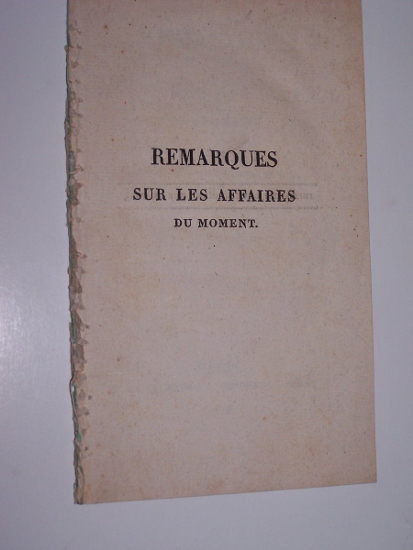 REMARQUES
SUR LES AFFAIRES
DU MOMENT.